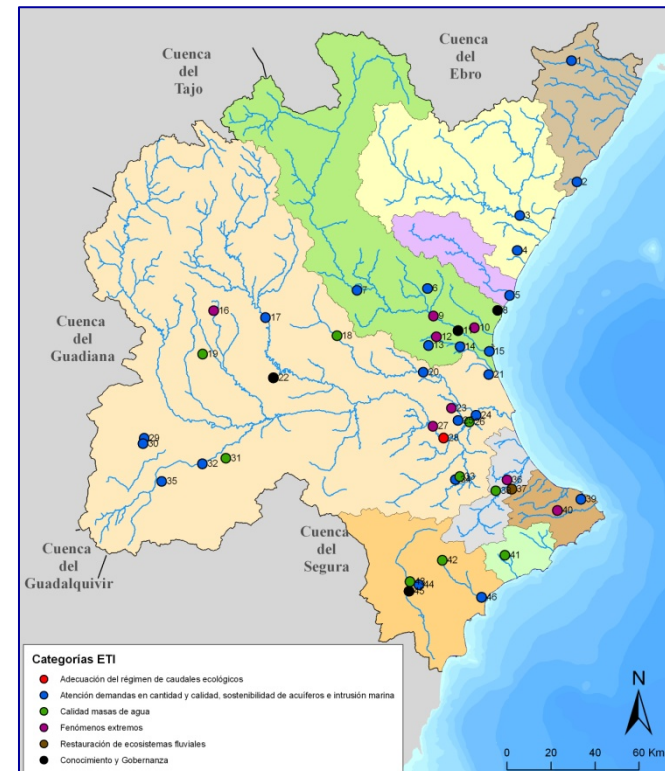 Cuenca
del
Tajo
Cuenca
del
Ebro
Cuenca
del
Guadiana
Cuenca
del
Guadalquivir
Cuenca
del
Segura
1
2
3
4
5
6
7
8
9
10
11
12
13
14
15
16
17
18
19
20
21
22
23
24
26
27
28
29
30
31
32
33
35
37
39
40
41
42
44
45
46
Categorías ETI
Adecuación del régimen de caudales ecológicos
Atención demandas en cantidad y calidad, sostenibilidad de acuíferos e intrusión marina
Calidad masas de agua
Fenómenos extremos
Restauración de ecosistemas fluviales
Conocimiento y Gobernanza
N
0 20 40 60 Km